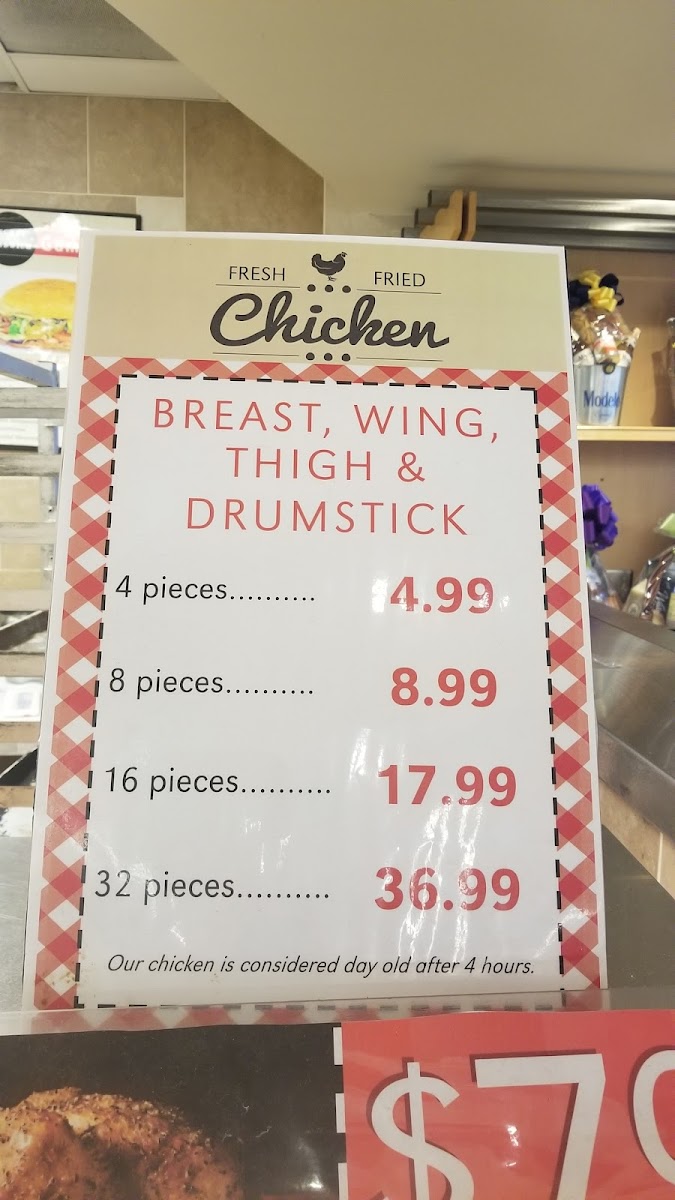 FRESH FRIED
Chicken
BREAST, WING,
THIGH &
DRUMSTICK
4 pieces.......... 4.99
8 pieces.......... 8.99
16 pieces.......... 17.99
32 pieces.......... 36.99
Our chicken is considered day old after 4 hours.
$7